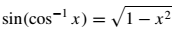 sin(cos⁻¹ x) = √(1 − x²)